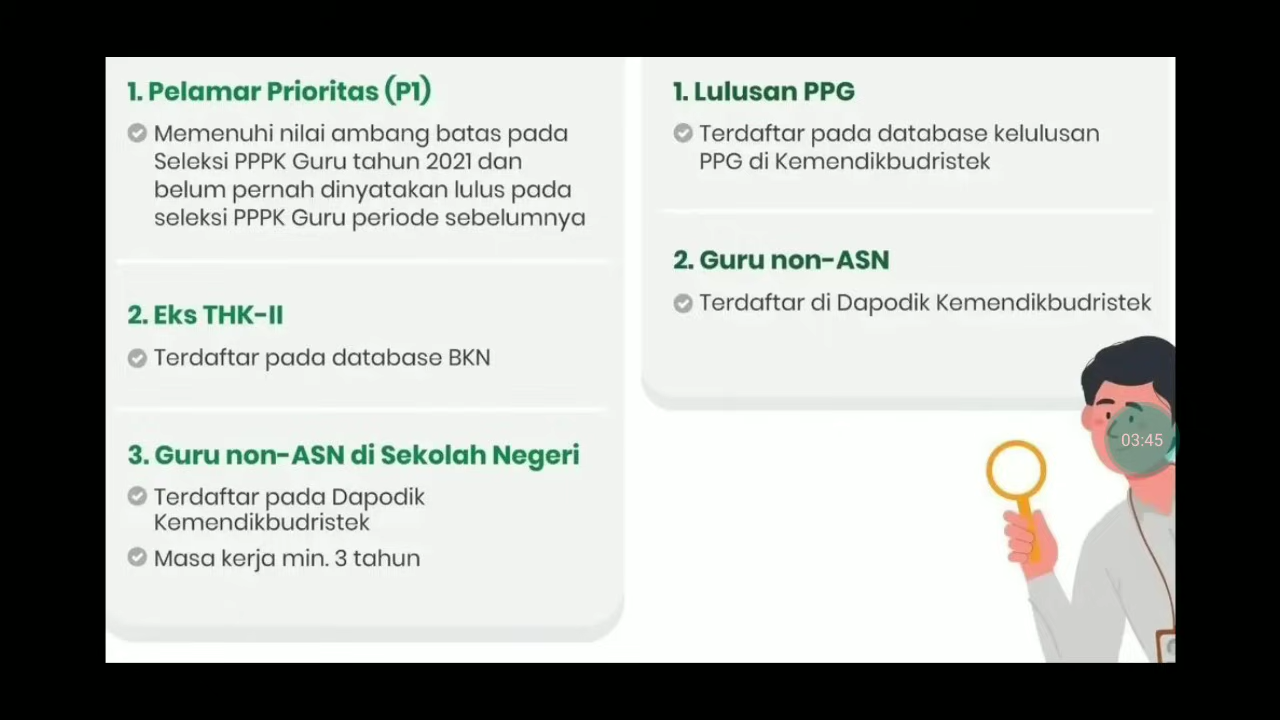 1. Pelamar Prioritas (P1)
Memenuhi nilai ambang batas pada
Seleksi PPPK Guru tahun 2021 dan
belum pernah dinyatakan lulus pada
seleksi PPPK Guru periode sebelumnya
2. Eks THK-II
Terdaftar pada database BKN
3. Guru non-ASN di Sekolah Negeri
Terdaftar pada Dapodik
Kemendikbudristek
Masa kerja min. 3 tahun
1. Lulusan PPG
Terdaftar pada database kelulusan
PPG di Kemendikbudristek
2. Guru non-ASN
Terdaftar di Dapodik Kemendikbudristek
03:45